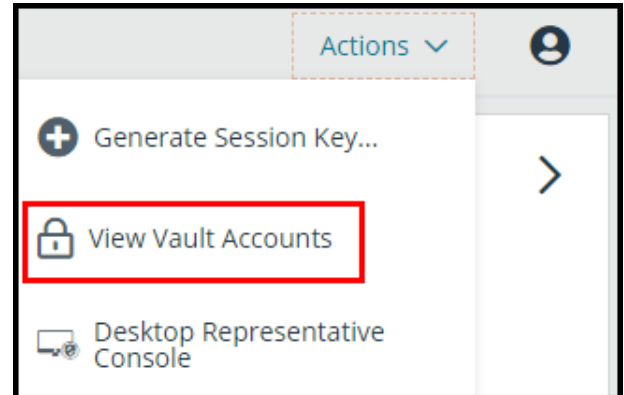 Actions
Generate Session Key...
View Vault Accounts
Desktop Representative
Console